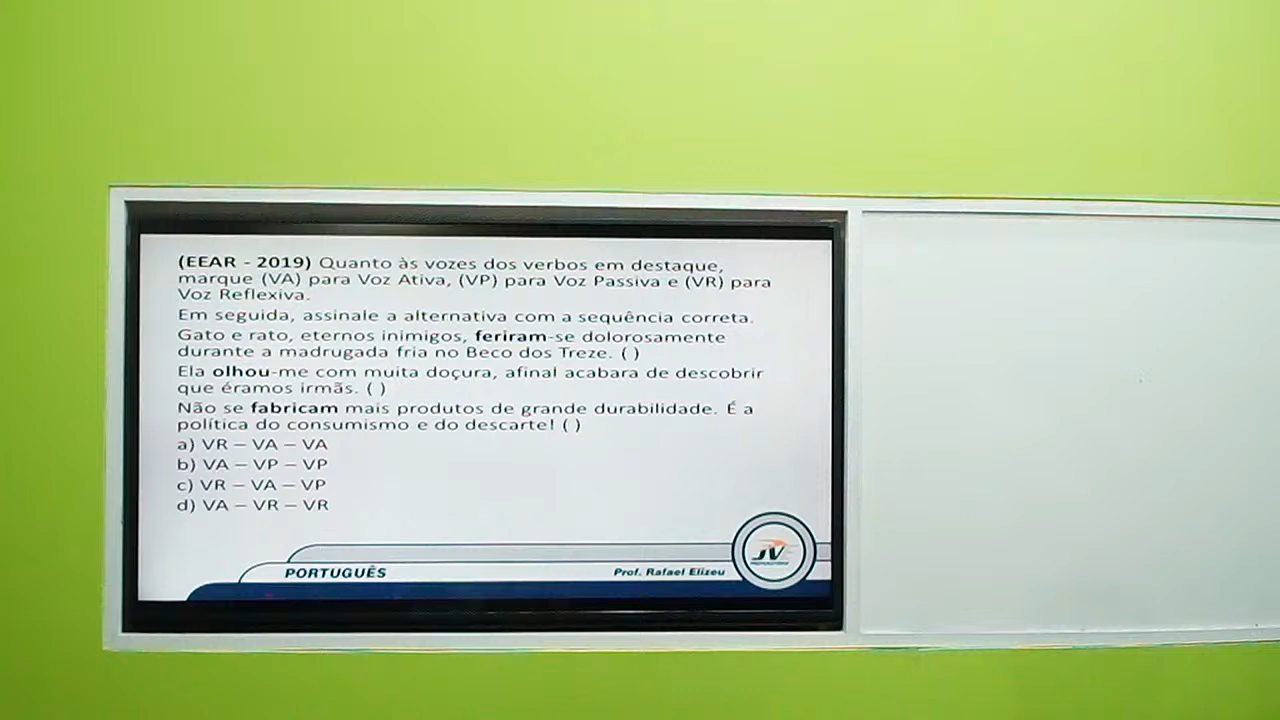 (EEAR - 2019) Quanto às vozes dos verbos em destaque,
marque (VA) para Voz Ativa, (VP) para Voz Passiva e (VR) para
Voz Reflexiva.
Em seguida, assinale a alternativa com a sequência correta.
Gato e rato, eternos inimigos, feriram-se dolorosamente
durante a madrugada fria no Beco dos Treze. ( )
Ela olhou-me com muita doçura, afinal acabara de descobrir
que éramos irmãs. ( )
Não se fabricam mais produtos de grande durabilidade. É a
política do consumismo e do descarte! ( )
a) VR – VA – VA
b) VA – VP – VP
c) VR – VA – VP
d) VA – VR – VR
PORTUGUÊS
Prof. Rafael Elizeu
JV